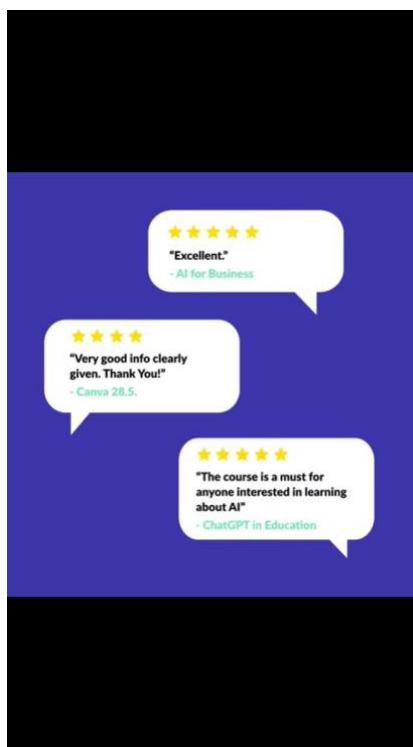 “Excellent.”
- AI for Business
“Very good info clearly
given. Thank You!”
- Canva 28.5.
“The course is a must for
anyone interested in learning
about AI”
- ChatGPT in Education